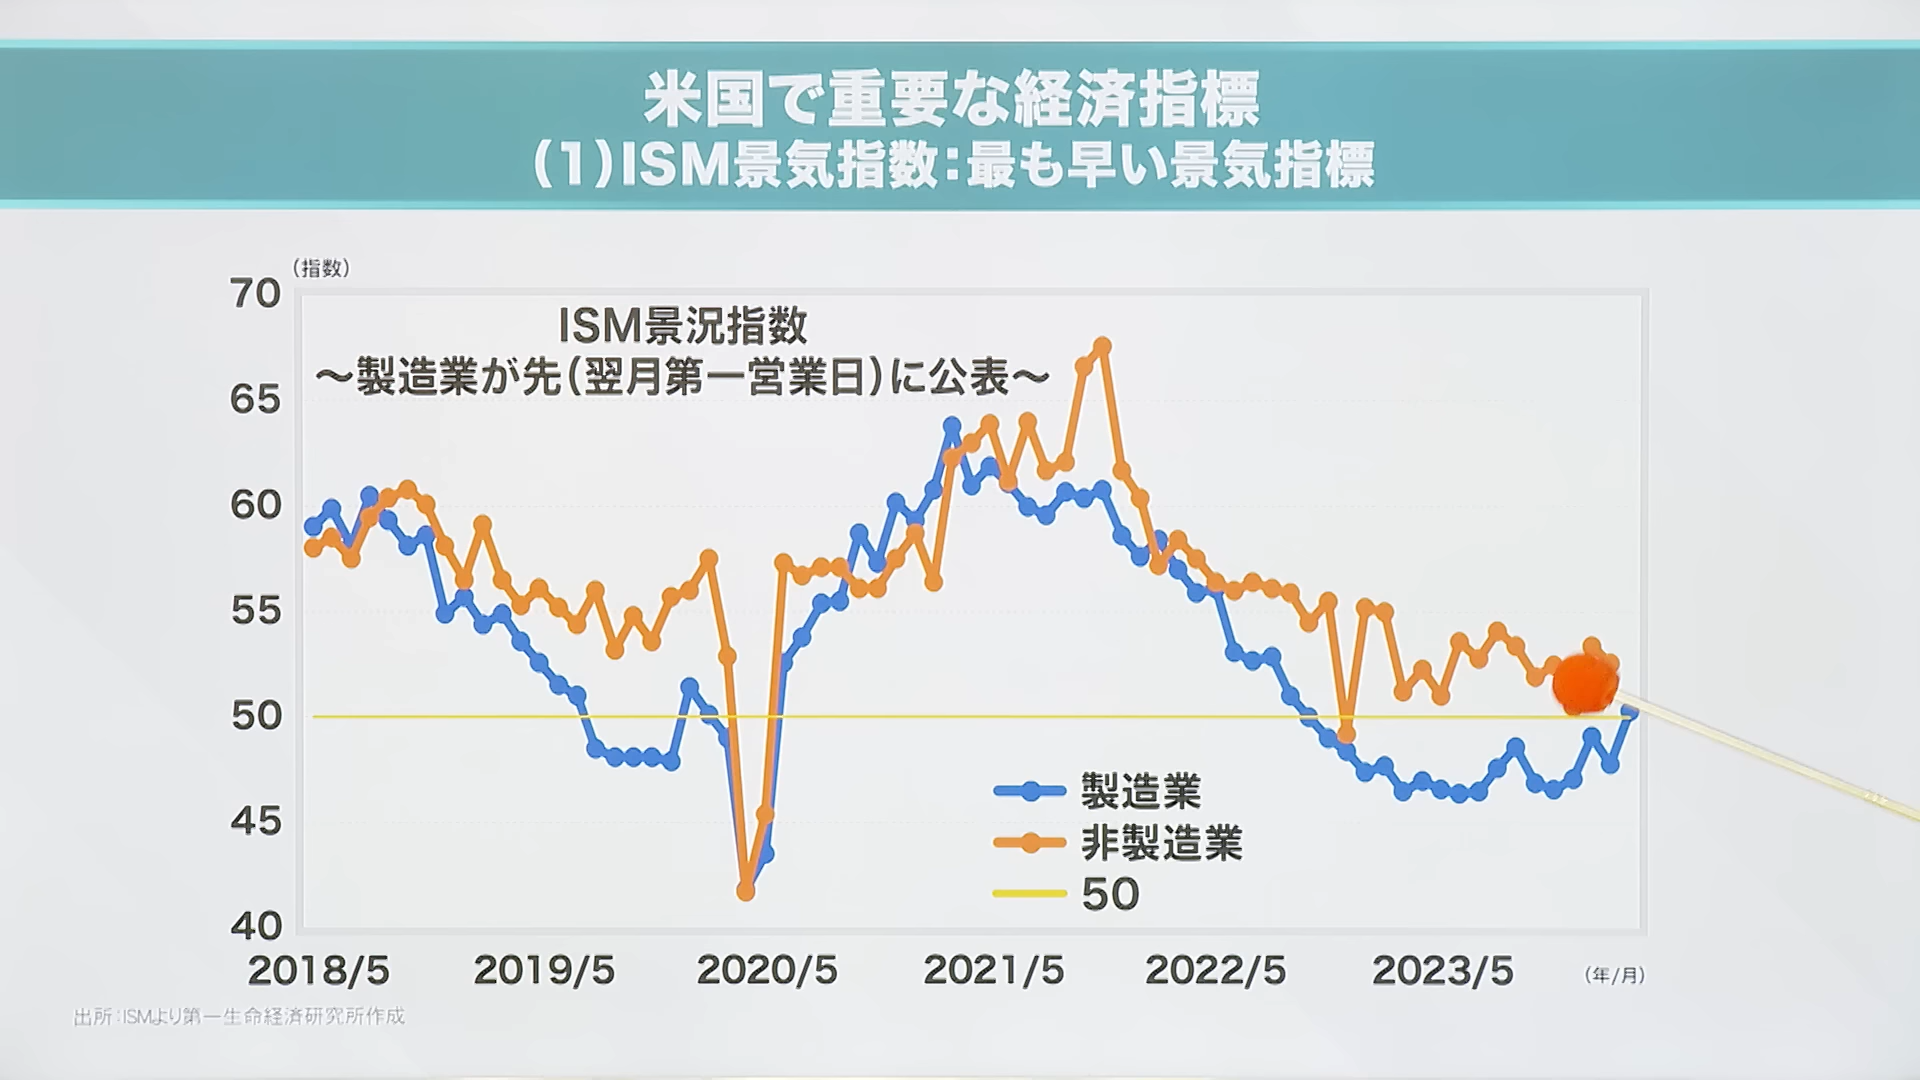 米国で重要な経済指標
(1)ISM景気指数:最も早い景気指標
(指数)
ISM景況指数
～製造業が先(翌月第一営業日)に公表～
70
65
60
55
50
45
40
製造業
非製造業
50
2018/5
2019/5
2020/5
2021/5
2022/5
2023/5
(年/月)
出所:ISMより第一生命経済研究所作成